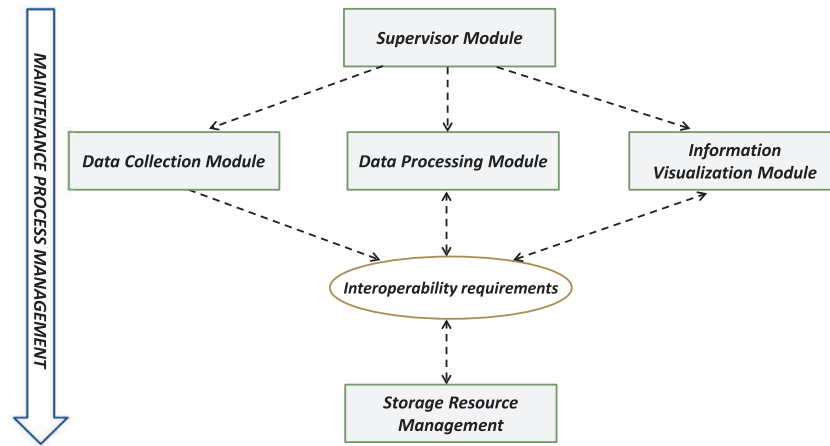 MAINTENANCE PROCESS MANAGEMENT
Supervisor Module
Data Collection Module
Data Processing Module
Information
Visualization Module
Interoperability requirements
Storage Resource
Management